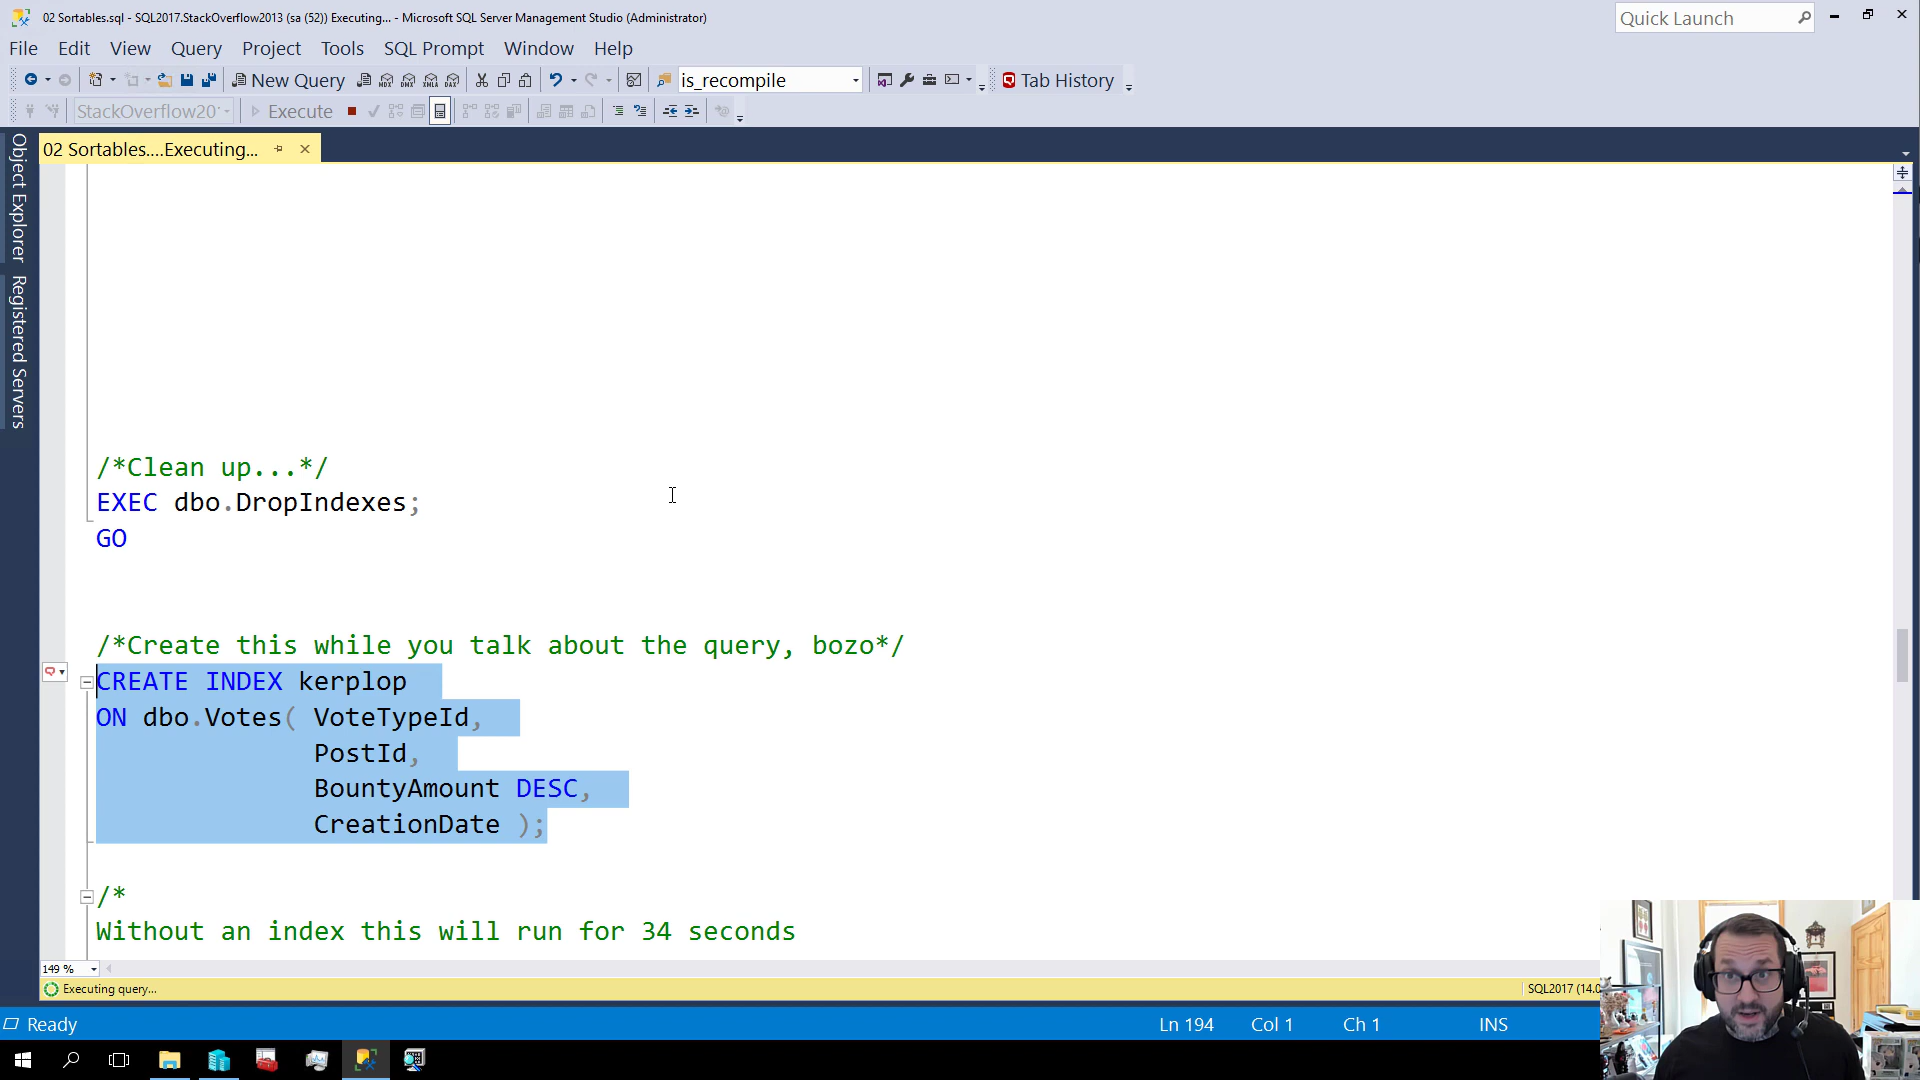 02 Sortables.sql - SQL2017.StackOverflow2013 (sa (52)) Executing... - Microsoft SQL Server Management Studio (Administrator)
Quick Launch
File Edit View Query Project Tools SQL Prompt Window Help
New Query
MDX DMX XMLA DAX
is_recompile
Tab History
StackOverflow20
Execute
02 Sortables....Executing...
Object Explorer
Registered Servers
/*Clean up...*/
EXEC dbo.DropIndexes;
GO
/*Create this while you talk about the query, bozo*/
CREATE INDEX kerplop
ON dbo.Votes( VoteTypeId,
PostId,
BountyAmount DESC,
CreationDate );
/*
Without an index this will run for 34 seconds
149 %
Executing query...
SQL2017 (14.0
Ready
Ln 194
Col 1
Ch 1
INS